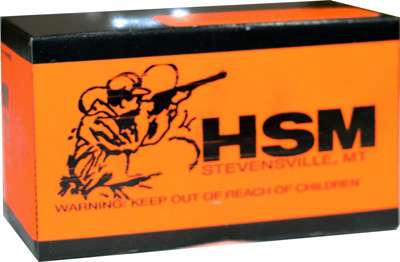 HSM
STEVENSVILLE, MT
WARNING: KEEP OUT OF REACH OF CHILDREN